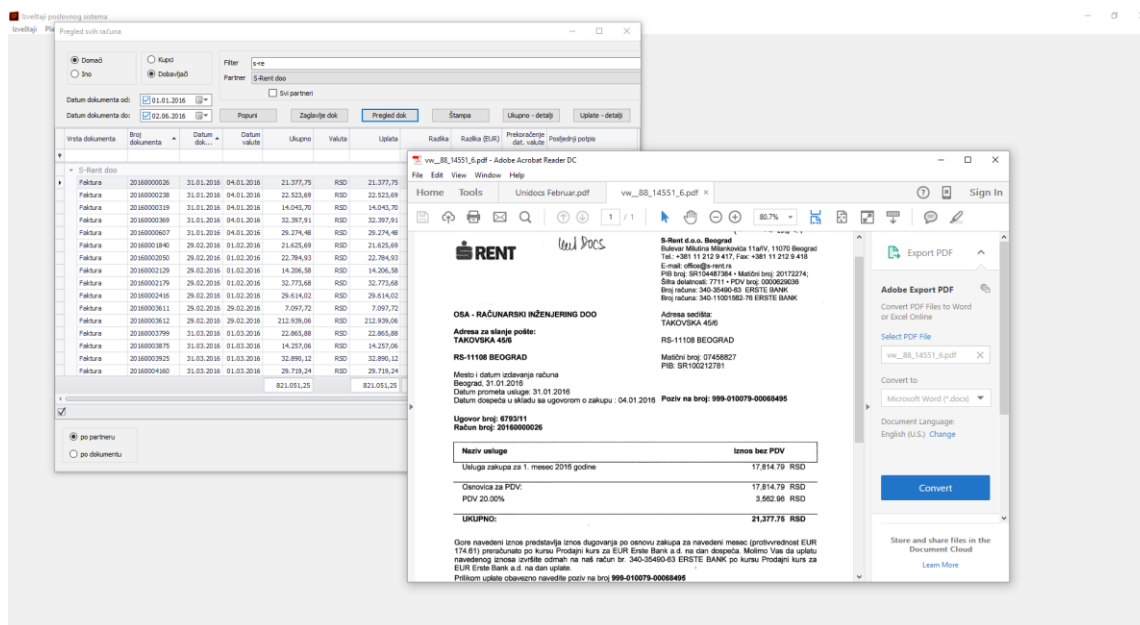 Izveštaji poslovnog sistema
Izveštaji
Pregled svih računa
Domaći
Ino
Kupci
Dobavljači
Filter s-re
Partner S-Rent doo
Svi partneri
Datum dokumenta od: 01.01.2016
Datum dokumenta do: 02.06.2016
Popuni Zaglavlje dok Pregled dok Štampa Ukupno - detalji Uplate - detalji
Vrsta dokumenta Broj dokumenta Datum dok... Datum valute Ukupno Valuta Uplata Razlika Razlika (EUR) Prekoračenje dat. valute Posljednji potpis
S-Rent doo
Faktura 20160000026 31.01.2016 04.01.2016 21.377,75 RSD 21.377,75
Faktura 20160000238 31.01.2016 04.01.2016 22.523,69 RSD 22.523,69
Faktura 20160000319 31.01.2016 04.01.2016 14.043,70 RSD 14.043,70
Faktura 20160000369 31.01.2016 04.01.2016 32.397,91 RSD 32.397,91
Faktura 20160000607 31.01.2016 04.01.2016 29.274,48 RSD 29.274,48
Faktura 20160001840 29.02.2016 01.02.2016 21.625,69 RSD 21.625,69
Faktura 20160002050 29.02.2016 01.02.2016 22.784,93 RSD 22.784,93
Faktura 20160002129 29.02.2016 01.02.2016 14.206,58 RSD 14.206,58
Faktura 20160002179 29.02.2016 01.02.2016 32.773,68 RSD 32.773,68
Faktura 20160002416 29.02.2016 01.02.2016 29.614,02 RSD 29.614,02
Faktura 20160003611 29.02.2016 29.02.2016 7.097,72 RSD 7.097,72
Faktura 20160003612 29.02.2016 29.02.2016 212.939,06 RSD 212.939,06
Faktura 20160003799 31.03.2016 01.03.2016 22.865,88 RSD 22.865,88
Faktura 20160003875 31.03.2016 01.03.2016 14.257,06 RSD 14.257,06
Faktura 20160003925 31.03.2016 01.03.2016 32.890,12 RSD 32.890,12
Faktura 20160004160 31.03.2016 01.03.2016 29.719,24 RSD 29.719,24
821.051,25 821.051,25
po partneru
po dokumentu
vw__88_14551_6.pdf - Adobe Acrobat Reader DC
File Edit View Window Help
Home Tools Unidocs Februar.pdf vw__88_14551_6.pdf × Sign In
1 / 1 80.7%
RENT
S-Rent d.o.o. Beograd
Bulevar Milutina Milankovića 11a/IV, 11070 Beograd
Tel.: +381 11 212 9 417, Fax: +381 11 212 9 418
E-mail: office@s-rent.rs
PIB broj: SR104487384 • Matični broj: 20172274;
Šifra delatnosti: 7711 • PDV broj: 0000629036
Broj računa: 340-35490-63 ERSTE BANK
Broj računa: 340-11001562-76 ERSTE BANK
OSA - RAČUNARSKI INŽENJERING DOO
Adresa za slanje pošte:
TAKOVSKA 45/6
RS-11108 BEOGRAD
Adresa sedišta:
TAKOVSKA 45/6
RS-11108 BEOGRAD
Matični broj: 07458827
PIB: SR100212781
Mesto i datum izdavanja računa
Beograd, 31.01.2016
Datum prometa usluge: 31.01.2016
Datum dospeća u skladu sa ugovorom o zakupu : 04.01.2016 Poziv na broj: 999-010079-00068495
Ugovor broj: 6793/11
Račun broj: 20160000026
Naziv usluge Iznos bez PDV
Usluga zakupa za 1. mesec 2016 godine 17,814.79 RSD
Osnovica za PDV: 17,814.79 RSD
PDV 20.00% 3,562.96 RSD
UKUPNO: 21,377.75 RSD
Gore navedeni iznos predstavlja iznos dugovanja po osnovu zakupa za navedeni mesec (protivvrednost EUR
174.61) preračunato po kursu Prodajni kurs za EUR Erste Bank a.d. na dan dospeća. Molimo Vas da uplatu
navedenog iznosa izvršite odmah na naš račun br. 340-35490-63 ERSTE BANK po kursu Prodajni kurs za
EUR Erste Bank a.d. na dan uplate.
Prilikom uplate obavezno navedite poziv na broj 999-010079-00068495
Export PDF
Adobe Export PDF
Convert PDF Files to Word
or Excel Online
Select PDF File
vw__88_14551_6.pdf ×
Convert to
Microsoft Word (*.docx)
Document Language:
English (U.S.) Change
Convert
Store and share files in the
Document Cloud
Learn More